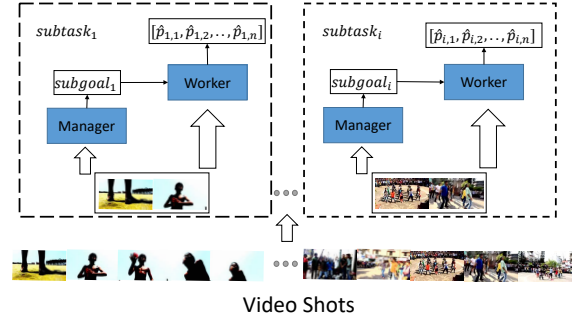 subtask₁
[p̂₁,₁, p̂₁,₂, . . , p̂₁,ₙ]
subgoal₁
Worker
Manager
subtaskᵢ
[p̂ᵢ,₁, p̂ᵢ,₂, . . , p̂ᵢ,ₙ]
subgoalᵢ
Worker
Manager
Video Shots